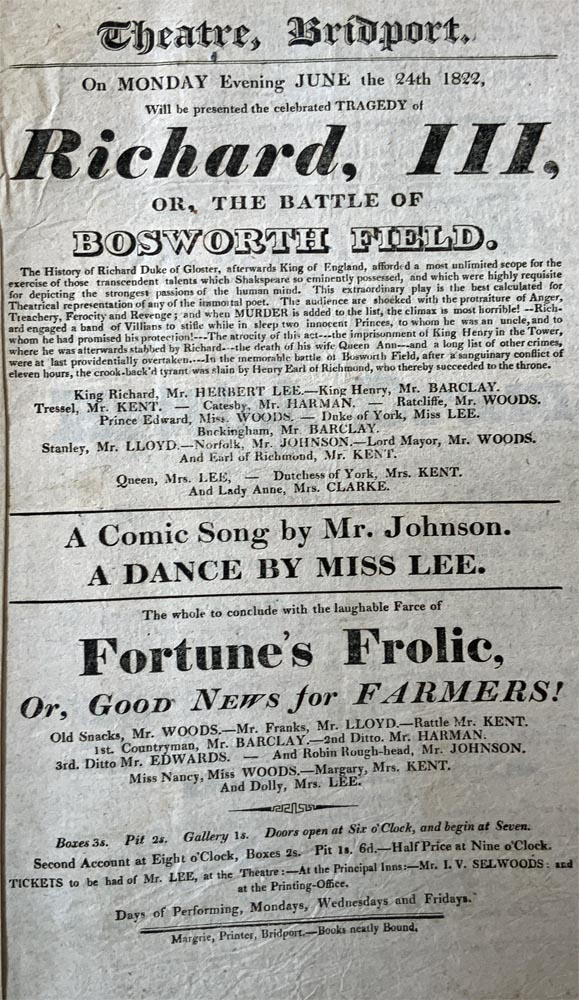 Theatre, Bridport.
On MONDAY Evening JUNE the 24th 1822,
Will be presented the celebrated TRAGEDY of
Richard, III,
OR, THE BATTLE OF
BOSWORTH FIELD.
The History of Richard Duke of Gloster, afterwards King of England, afforded a most unlimited scope for the
exercise of those transcendent talents which Shakspeare so eminently possessed, and which were highly requisite
for depicting the strongest passions of the human mind. This extraordinary play is the best calculated for
Theatrical representation of any of the immortal poet. The audience are shocked with the protraiture of Anger,
Treachery, Ferocity and Revenge; and when MURDER is added to the list, the climax is most horrible! --Rich-
ard engaged a band of Villians to stifle while in sleep two innocent Princes, to whom he was an uncle, and to
whom he had promised his protection!---The atrocity of this act---the imprisonment of King Henry in the Tower,
where he was afterwards stabbed by Richard---the death of his wife Queen Ann---and a long list of other crimes,
were at last providentially overtaken.---In the memorable battle of Bosworth Field, after a sanguinary conflict of
eleven hours, the crook-back'd tyrant was slain by Henry Earl of Richmond, who thereby succeeded to the throne.
King Richard, Mr. HERBERT LEE.—King Henry, Mr. BARCLAY.
Tressel, Mr. KENT. — Catesby, Mr. HARMAN. — Ratcliffe, Mr. WOODS.
Prince Edward, Miss. WOODS. — Duke of York, Miss LEE.
Buckingham, Mr. BARCLAY.
Stanley, Mr. LLOYD.—Norfolk, Mr. JOHNSON.—Lord Mayor, Mr. WOODS.
And Earl of Richmond, Mr. KENT.
Queen, Mrs. LEE, — Dutchess of York, Mrs. KENT.
And Lady Anne, Mrs. CLARKE.
A Comic Song by Mr. Johnson.
A DANCE BY MISS LEE.
The whole to conclude with the laughable Farce of
Fortune's Frolic,
Or, GOOD NEWS for FARMERS!
Old Snacks, Mr. WOODS.—Mr. Franks, Mr. LLOYD.—Rattle Mr. KENT.
1st. Countryman, Mr. BARCLAY.—2nd Ditto. Mr. HARMAN.
3rd. Ditto Mr. EDWARDS. — And Robin Rough-head, Mr. JOHNSON.
Miss Nancy, Miss WOODS.—Margary, Mrs. KENT.
And Dolly, Mrs. LEE.
Boxes 3s. Pit 2s. Gallery 1s. Doors open at Six o'Clock, and begin at Seven.
Second Account at Eight o'Clock, Boxes 2s. Pit 1s. 6d.—Half Price at Nine o'Clock.
TICKETS to be had of Mr. LEE, at the Theatre:—At the Principal Inns:—Mr. I. V. SELWOODS: and
at the Printing-Office.
Days of Performing, Mondays, Wednesdays and Fridays.
Margrie, Printer, Bridport.—Books neatly Bound.